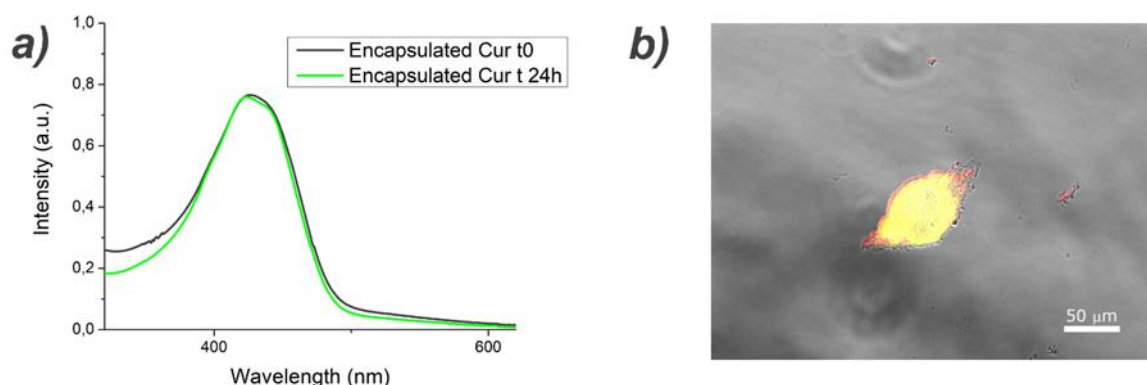 a)
1,0
0,8
0,6
0,4
0,2
0,0
Intensity (a.u.)
Encapsulated Cur t0
Encapsulated Cur t 24h
400
600
Wavelength (nm)
b)
50 μm